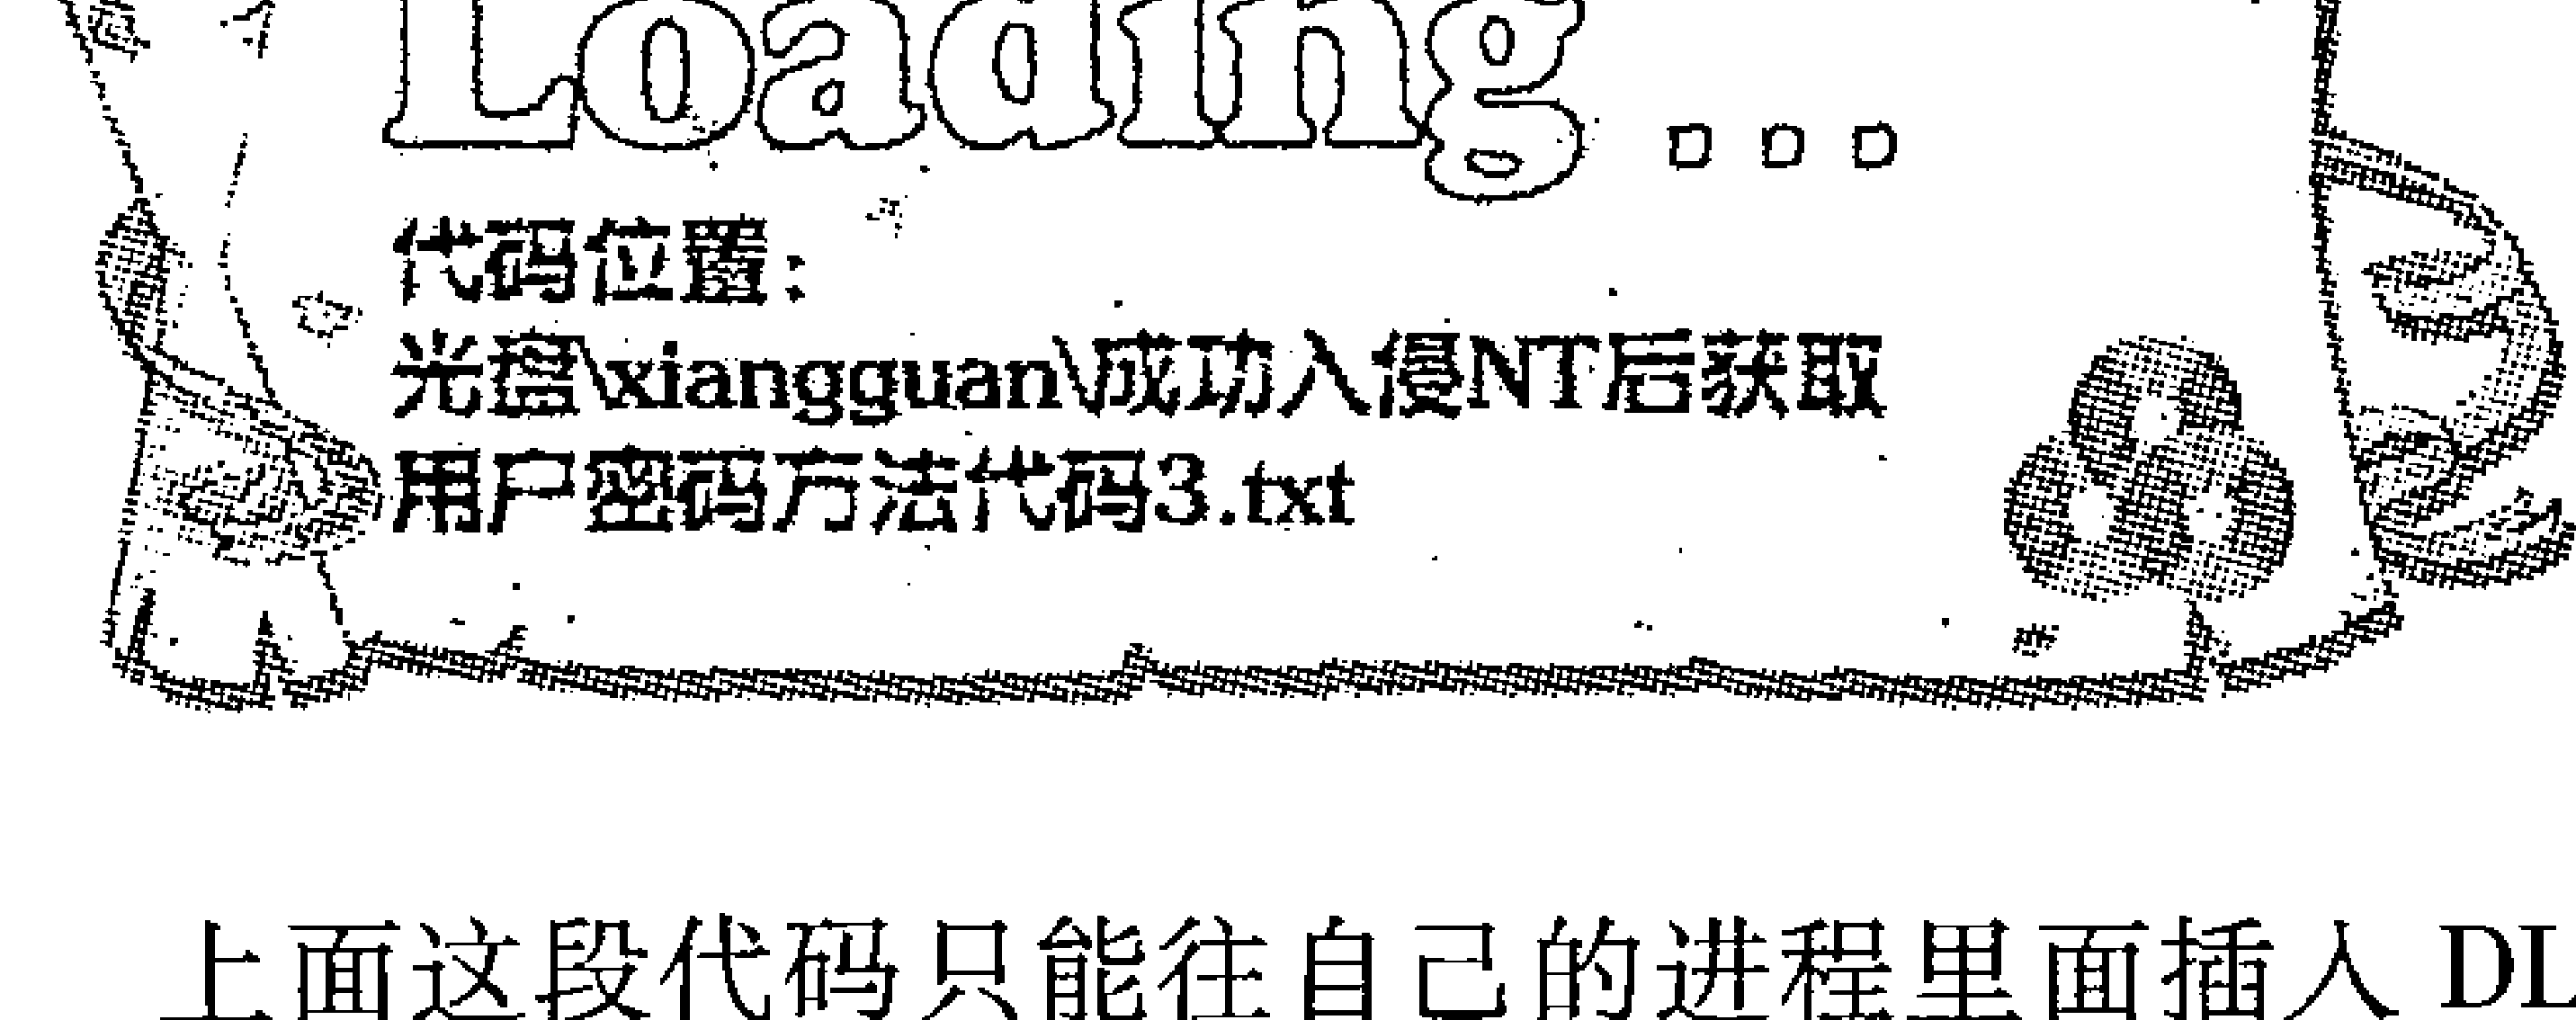 Loading...
代码位置：
光盘\xiangguan\成功入侵NT后获取
用户密码方法代码3.txt
上面这段代码只能往自己的进程里面插入 DL